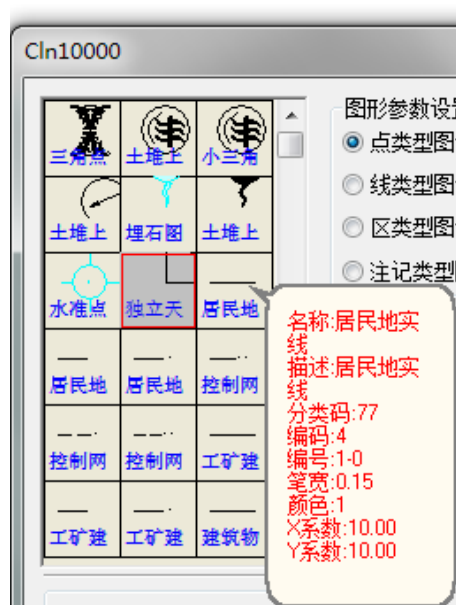 Cln10000
图形参数设
三角点 土堆上 小三角
点类型图
线类型图
土堆上 埋石图 土堆上
区类型图
注记类型
水准点 独立天 居民地
居民地 居民地 控制网
控制网 控制网 工矿建
工矿建 工矿建 建筑物
名称:居民地实
线
描述:居民地实
线
分类码:77
编码:4
编号:1-0
笔宽:0.15
颜色:1
X系数:10.00
Y系数:10.00